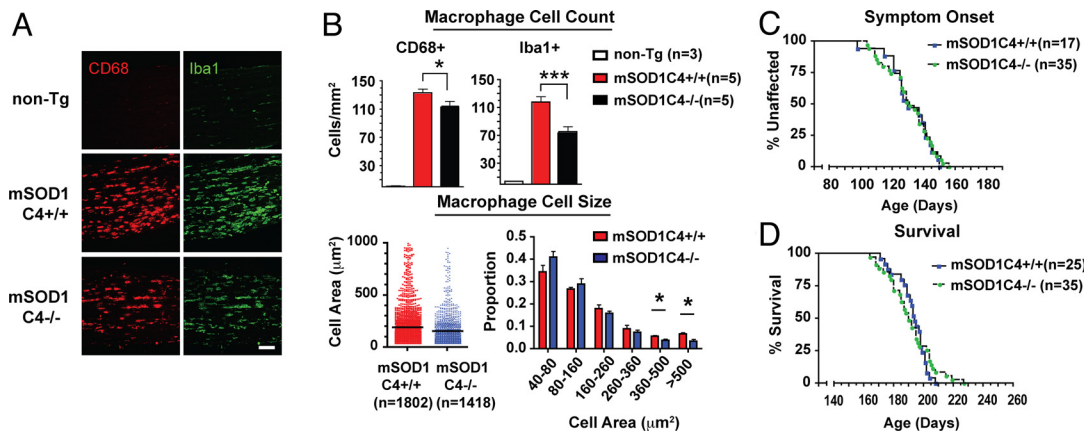 A
CD68
Iba1
non-Tg
mSOD1
C4+/+
mSOD1
C4-/-
B
Macrophage Cell Count
CD68+
Iba1+
non-Tg (n=3)
mSOD1C4+/+(n=5)
mSOD1C4-/-(n=5)
*
***
Cells/mm²
150
110
70
30
150
110
70
30
Macrophage Cell Size
Cell Area (µm²)
1000
500
0
mSOD1
C4+/+
(n=1802)
mSOD1
C4-/-
(n=1418)
Proportion
0.5
0.4
0.3
0.2
0.1
0.0
mSOD1C4+/+
mSOD1C4-/-
*
*
40-80
80-160
160-260
260-360
360-500
>500
Cell Area (µm²)
C
Symptom Onset
mSOD1C4+/+(n=17)
mSOD1C4-/- (n=35)
% Unaffected
100
75
50
25
0
80 100 120 140 160 190
Age (Days)
D
Survival
mSOD1C4+/+(n=25)
mSOD1C4-/- (n=35)
% Survival
100
75
50
25
0
140 160 180 200 220 240 260
Age (Days)